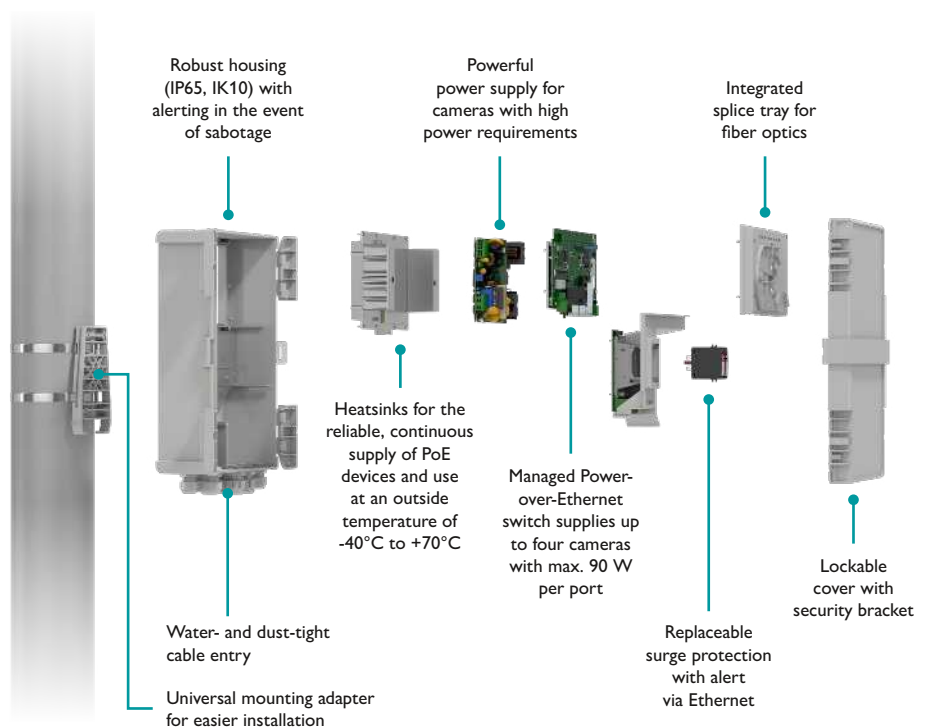 Robust housing
(IP65, IK10) with
alerting in the event
of sabotage
Powerful
power supply for
cameras with high
power requirements
Integrated
splice tray for
fiber optics
Heatsinks for the
reliable, continuous
supply of PoE
devices and use
at an outside
temperature of
-40°C to +70°C
Managed Power-
over-Ethernet
switch supplies up
to four cameras
with max. 90 W
per port
Lockable
cover with
security bracket
Water- and dust-tight
cable entry
Replaceable
surge protection
with alert
via Ethernet
Universal mounting adapter
for easier installation